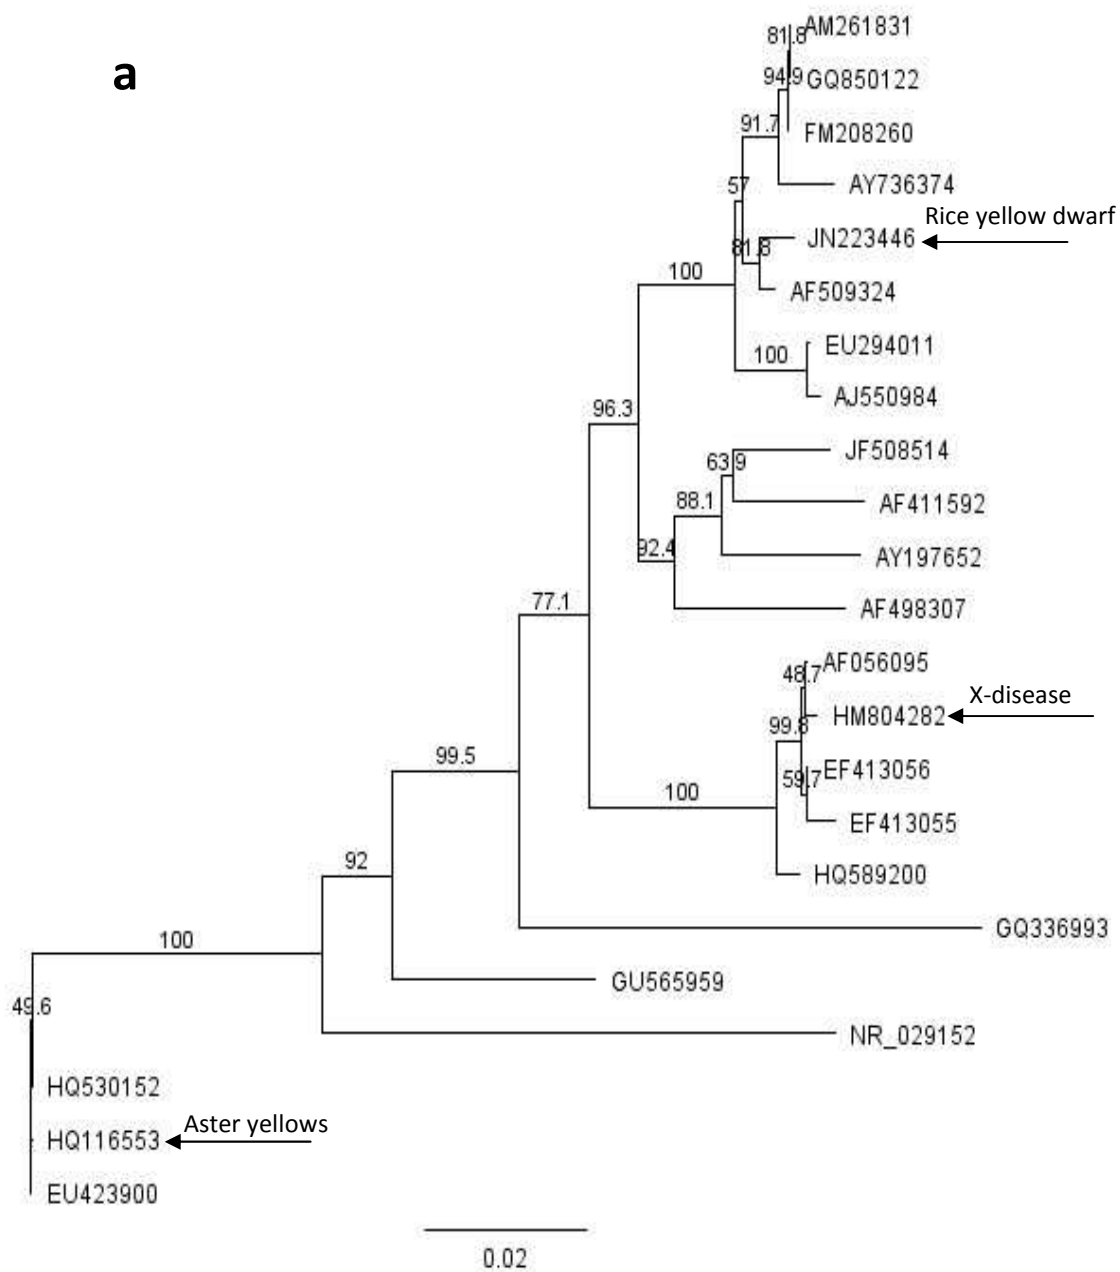 a
81.8
AM261831
94.9
GQ850122
91.7
FM208260
57
AY736374
Rice yellow dwarf
81.8
JN223446
100
AF509324
EU294011
100
AJ550984
96.3
JF508514
63.9
88.1
AF411592
92.4
AY197652
77.1
AF498307
AF056095
48.7
X-disease
HM804282
99.8
99.5
59.7
EF413056
100
EF413055
92
HQ589200
GQ336993
100
GU565959
49.6
NR_029152
HQ530152
Aster yellows
HQ116553
EU423900
0.02